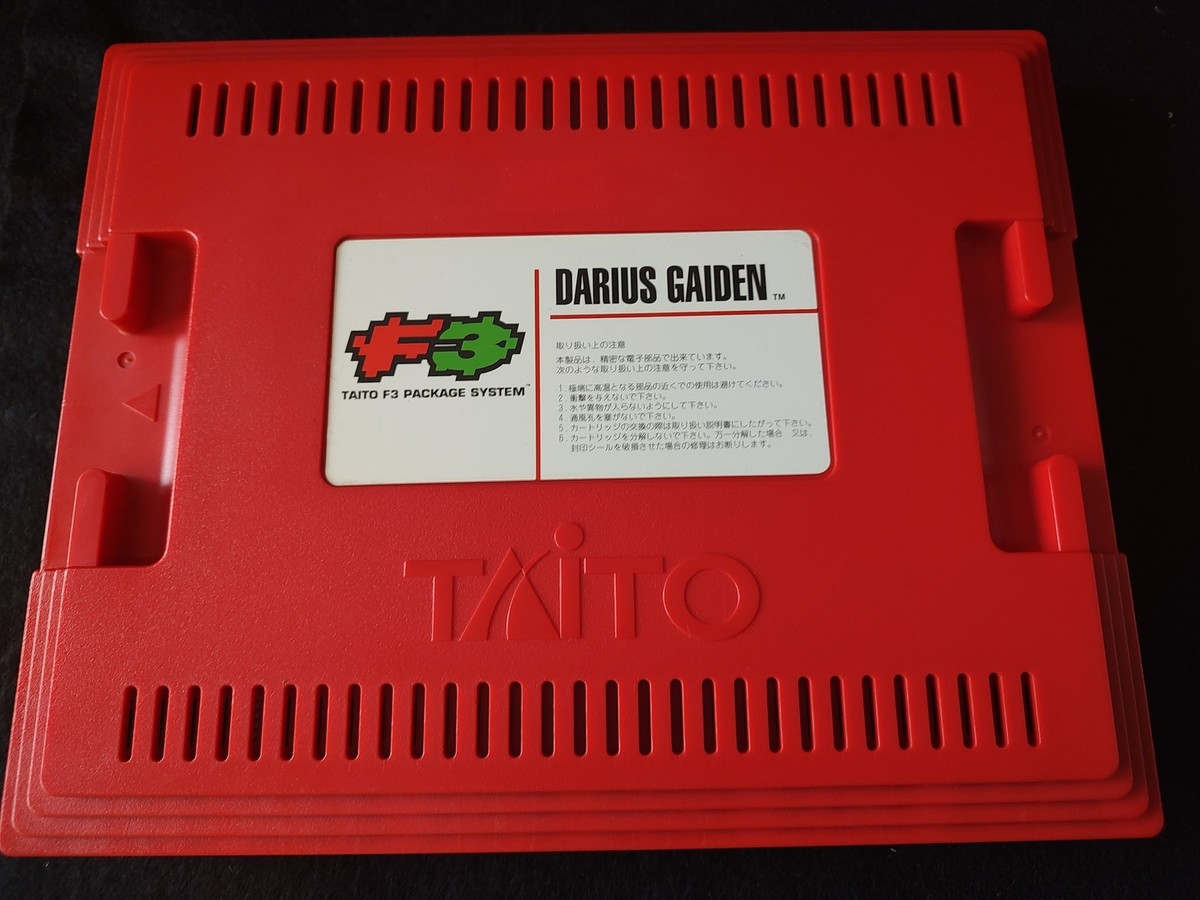 DARIUS GAIDEN TM
F3
TAITO F3 PACKAGE SYSTEM TM
取り扱い上の注意
本製品は、精密な電子部品で出来ています。
次のような取り扱い上の注意を守って下さい。
1. 極端に高温となる部品の近くでの使用は避けてください。
2. 衝撃を与えないで下さい。
3. 水や異物が入らないようにして下さい。
4. 通風孔を塞がないで下さい。
5. カートリッジの交換の際は取り扱い説明書にしたがって下さい。
6. カートリッジを分解しないで下さい。万一分解した場合 又は、
封印シールを破損させた場合の修理はお断りします。
TAITO